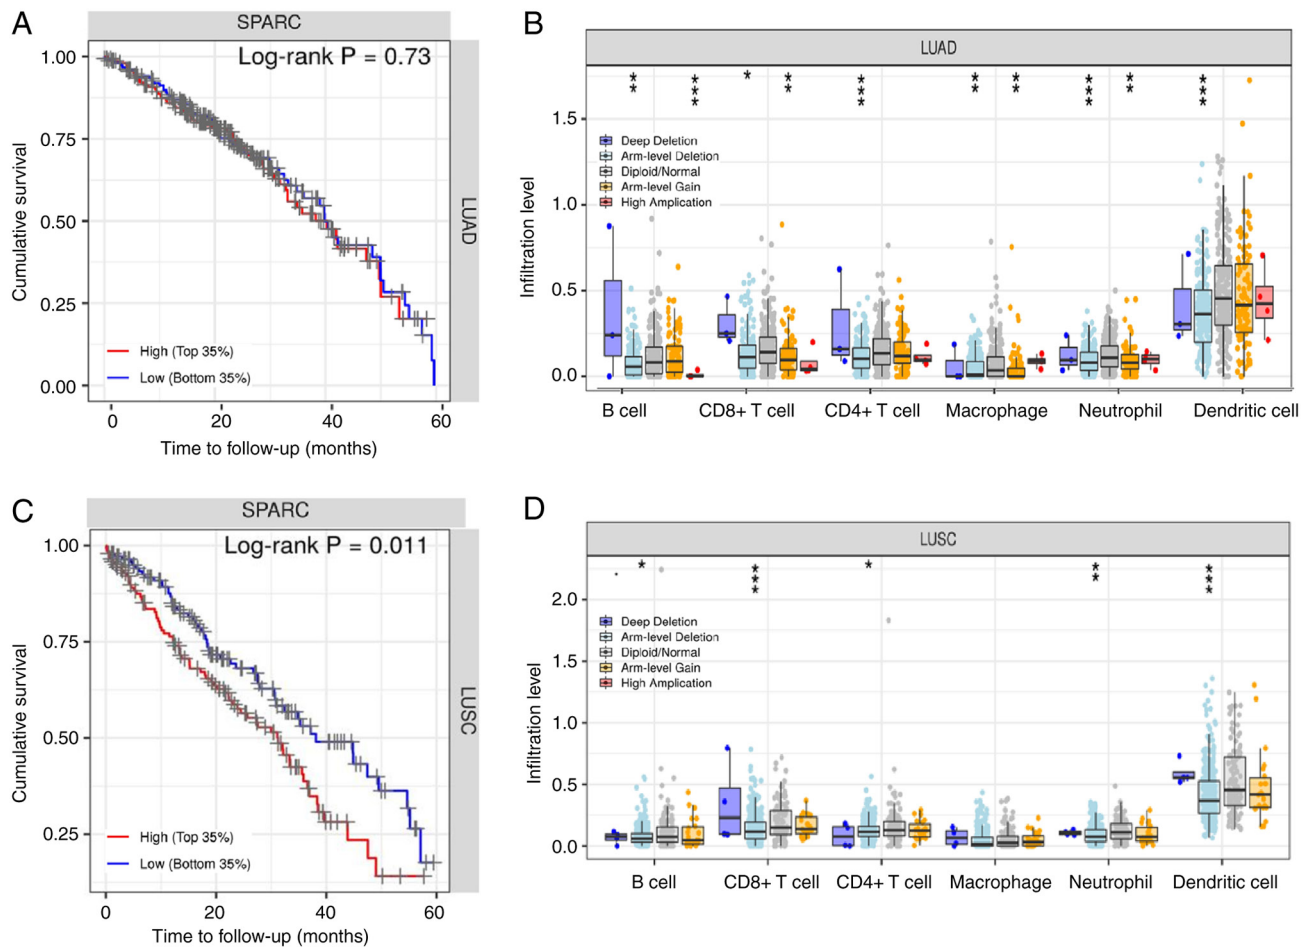 A
SPARC
Log-rank P = 0.73
1.00
0.75
0.50
0.25
0.00
Cumulative survival
LUAD
High (Top 35%)
Low (Bottom 35%)
0 20 40 60
Time to follow-up (months)
B
LUAD
** *** * ** *** ** ** *** ** ***
Deep Deletion
Arm-level Deletion
Diploid/Normal
Arm-level Gain
High Amplication
1.5
1.0
0.5
0.0
Infiltration level
B cell CD8+ T cell CD4+ T cell Macrophage Neutrophil Dendritic cell
C
SPARC
Log-rank P = 0.011
1.00
0.75
0.50
0.25
Cumulative survival
LUSC
High (Top 35%)
Low (Bottom 35%)
0 20 40 60
Time to follow-up (months)
D
LUSC
· * *** * ** ***
Deep Deletion
Arm-level Deletion
Diploid/Normal
Arm-level Gain
High Amplication
2.0
1.5
1.0
0.5
0.0
Infiltration level
B cell CD8+ T cell CD4+ T cell Macrophage Neutrophil Dendritic cell